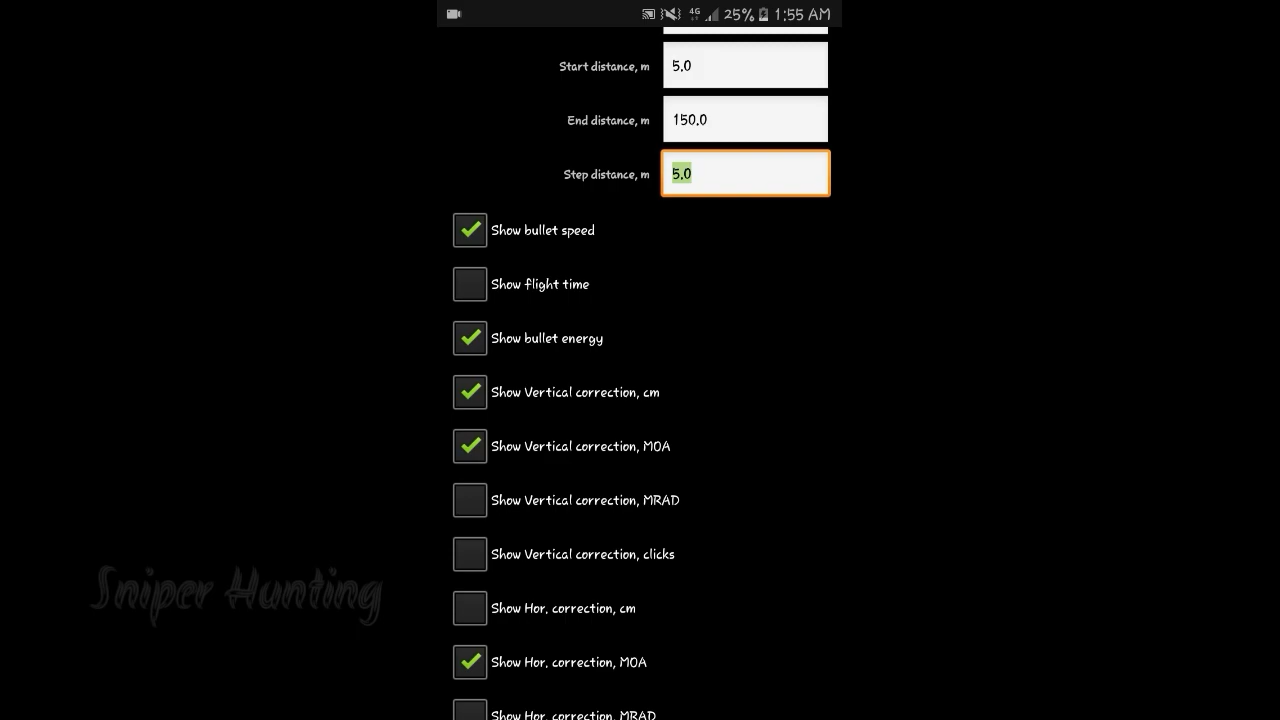 4G 25% 1:55 AM
Start distance, m 5.0
End distance, m 150.0
Step distance, m 5.0
Show bullet speed
Show flight time
Show bullet energy
Show Vertical correction, cm
Show Vertical correction, MOA
Show Vertical correction, MRAD
Show Vertical correction, clicks
Sniper Hunting
Show Hor. correction, cm
Show Hor. correction, MOA
Show Hor. correction, MRAD